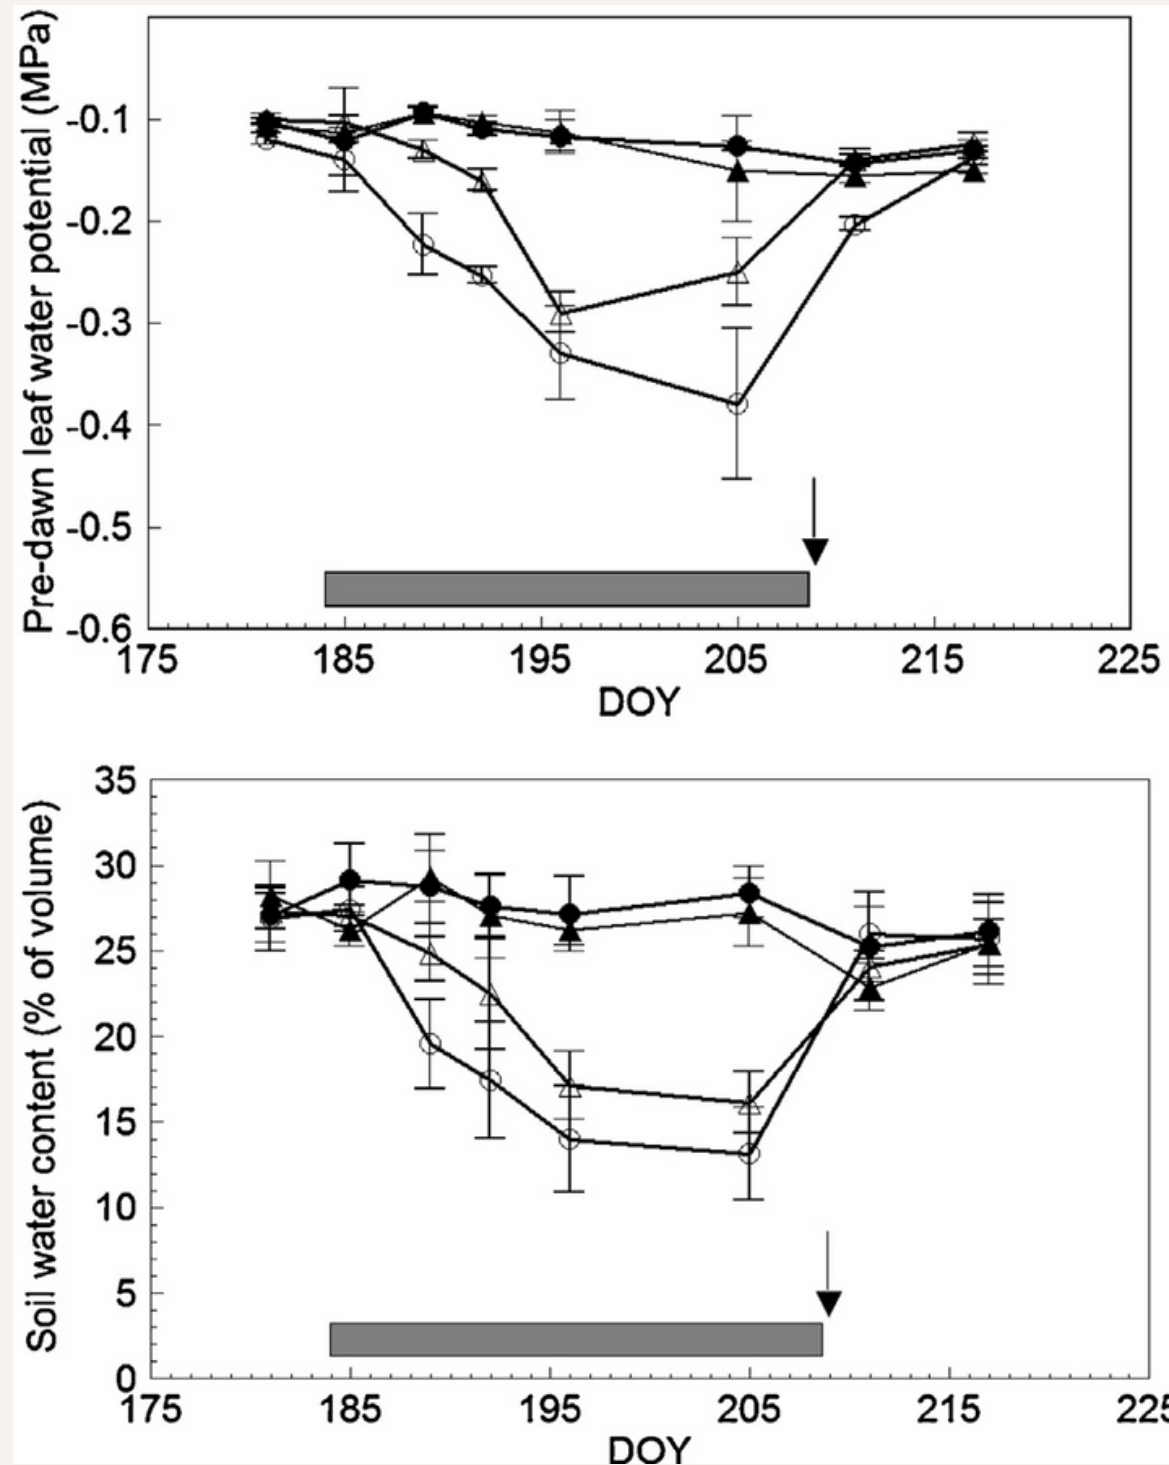 Pre-dawn leaf water potential (MPa)
-0.1
-0.2
-0.3
-0.4
-0.5
-0.6
175 185 195 205 215 225
DOY
Soil water content (% of volume)
35
30
25
20
15
10
5
0
175 185 195 205 215 225
DOY